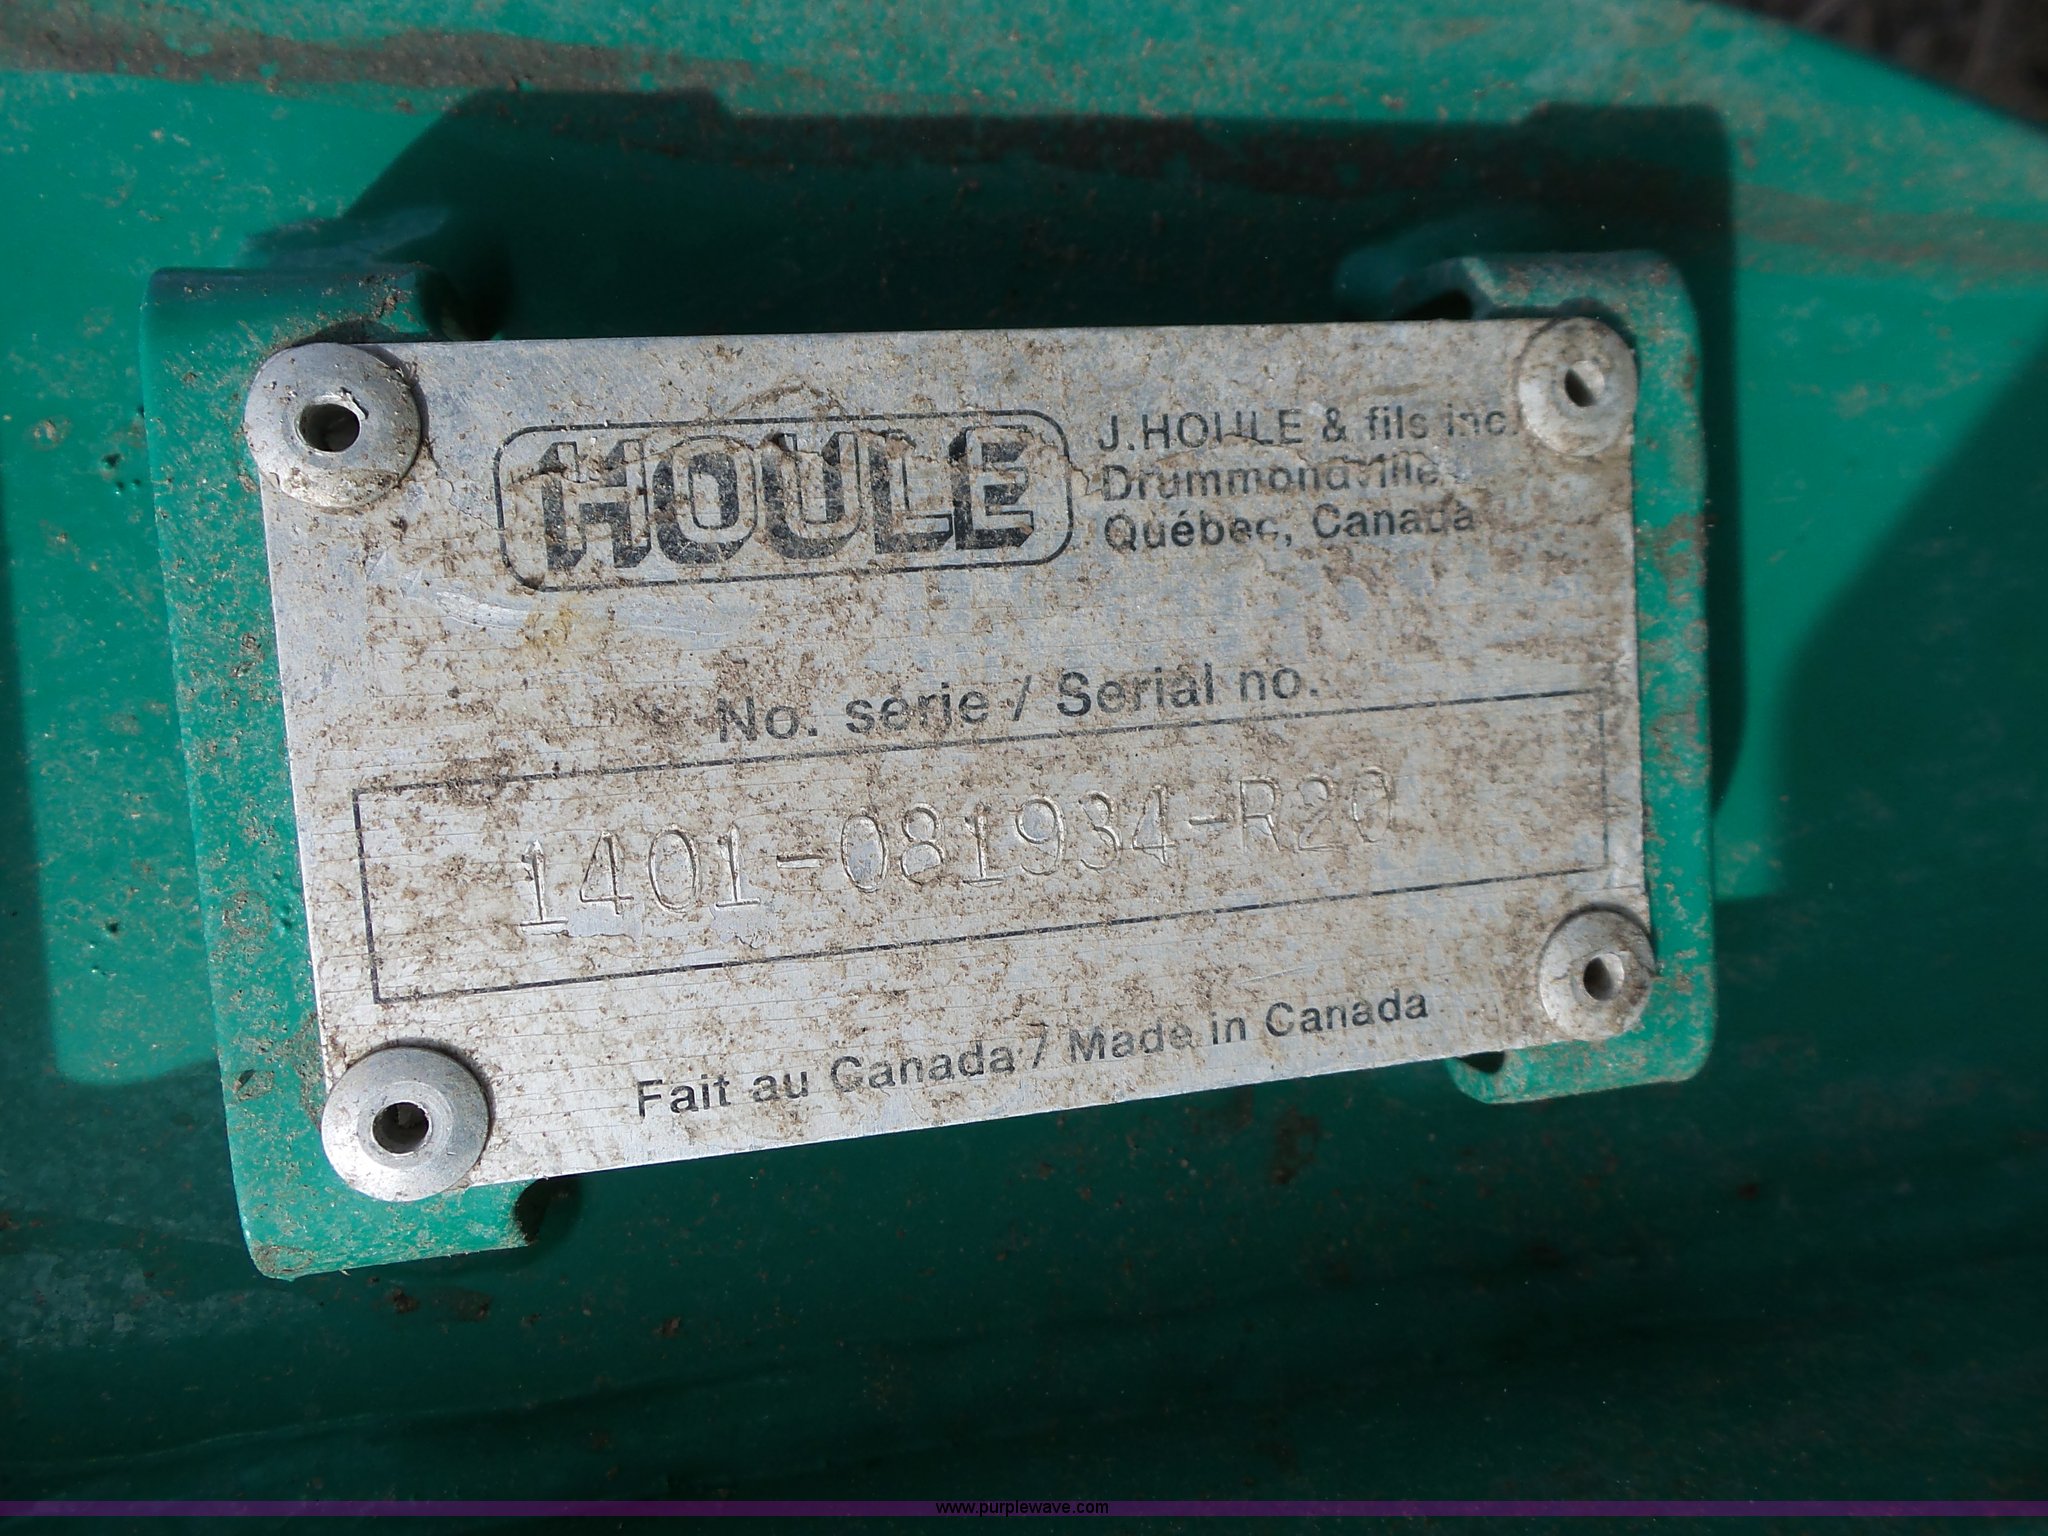 HOULE
J.HOULE & fils inc.
Drummondville
Québec, Canada
No. série / Serial no.
1401-081934-R20
Fait au Canada / Made in Canada
www.purplewave.com